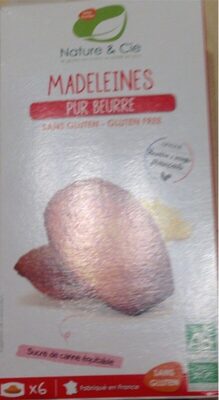 Nature & Cie
MADELEINES
PUR BEURRE
SANS GLUTEN - GLUTEN FREE
Sucre de canne équitable
x6
Fabriqué en France
SANS
GLUTEN
AB